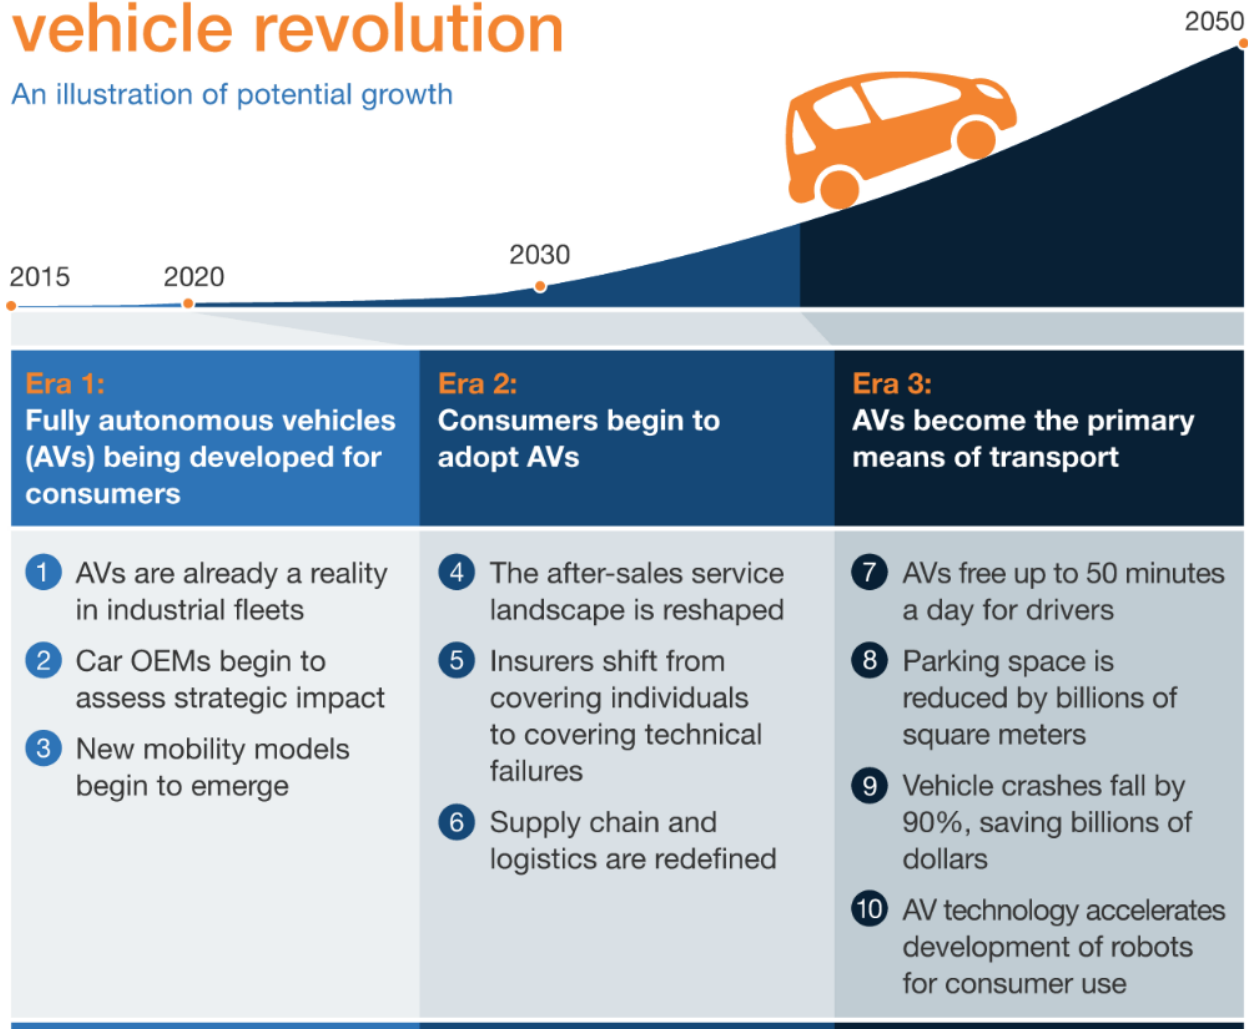 vehicle revolution
An illustration of potential growth
2050
2030
2015
2020
Era 1:
Fully autonomous vehicles
(AVs) being developed for
consumers
1 AVs are already a reality
in industrial fleets
2 Car OEMs begin to
assess strategic impact
3 New mobility models
begin to emerge
Era 2:
Consumers begin to
adopt AVs
4 The after-sales service
landscape is reshaped
5 Insurers shift from
covering individuals
to covering technical
failures
6 Supply chain and
logistics are redefined
Era 3:
AVs become the primary
means of transport
7 AVs free up to 50 minutes
a day for drivers
8 Parking space is
reduced by billions of
square meters
9 Vehicle crashes fall by
90%, saving billions of
dollars
10 AV technology accelerates
development of robots
for consumer use